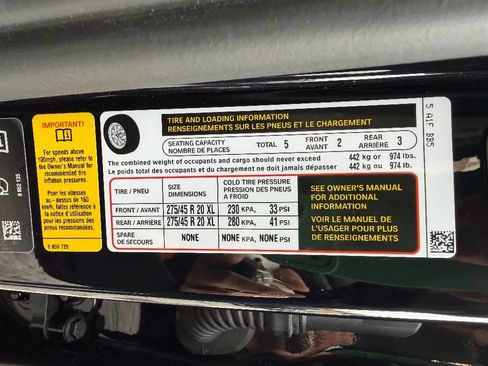 IMPORTANT!
For speeds above
100mph, please refer to
the Owner's Manual for
recommended tire
inflation pressures.
Pour les vitesses
au - dessus de 160
km/h, faites
référence à la notice
d'utilisation pour
les pressions des pneus
recommandées.
6 859 729
TIRE AND LOADING INFORMATION
RENSEIGNEMENTS SUR LES PNEUS ET LE CHARGEMENT
SEATING CAPACITY
NOMBRE DE PLACES
TOTAL 5
FRONT
AVANT 2
REAR
ARRIÈRE 3
The combined weight of occupants and cargo should never exceed 442 kg or 974 lbs.
Le poids total des occupants et du chargement ne doit jamais dépasser 442 kg ou 974 lb.
TIRE / PNEU
SIZE
DIMENSIONS
COLD TIRE PRESSURE
PRESSION DES PNEUS
A FROID
FRONT / AVANT 275/45 R 20 XL 230 KPA, 33 PSI
REAR / ARRIÈRE 275/45 R 20 XL 280 KPA, 41 PSI
SPARE
DE SECOURS NONE NONE NONE
SEE OWNER'S MANUAL
FOR ADDITIONAL
INFORMATION
VOIR LE MANUEL DE
L'USAGER POUR PLUS
DE RENSEIGNEMENTS
5 A1F BB5